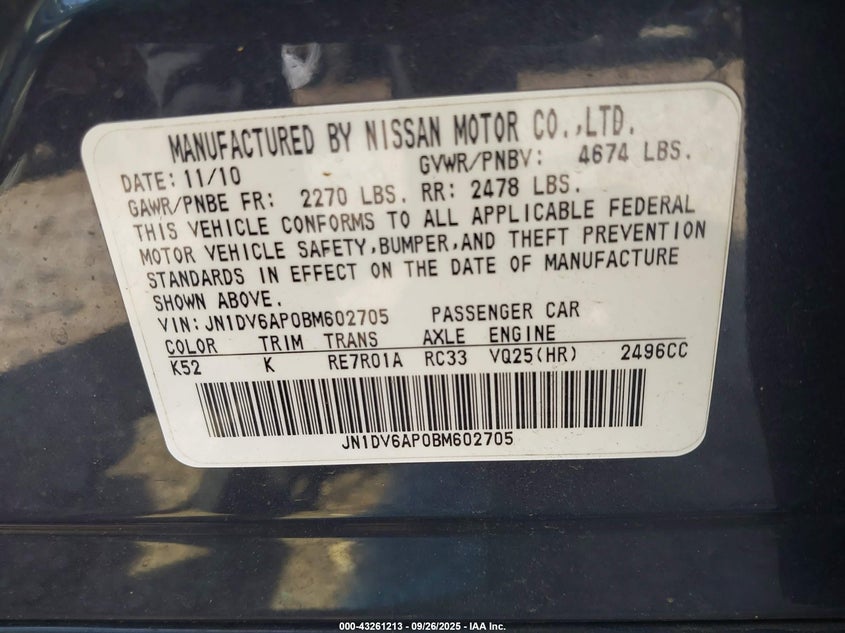 MANUFACTURED BY NISSAN MOTOR CO.,LTD.
DATE: 11/10 GVWR/PNBV: 4674 LBS.
GAWR/PNBE FR: 2270 LBS. RR: 2478 LBS.
THIS VEHICLE CONFORMS TO ALL APPLICABLE FEDERAL
MOTOR VEHICLE SAFETY,BUMPER,AND THEFT PREVENTION
STANDARDS IN EFFECT ON THE DATE OF MANUFACTURE
SHOWN ABOVE.
VIN: JN1DV6AP0BM602705 PASSENGER CAR
COLOR TRIM TRANS AXLE ENGINE
K52 K RE7R01A RC33 VQ25(HR) 2496CC
JN1DV6AP0BM602705
000-43261213 - 09/26/2025 - IAA Inc.